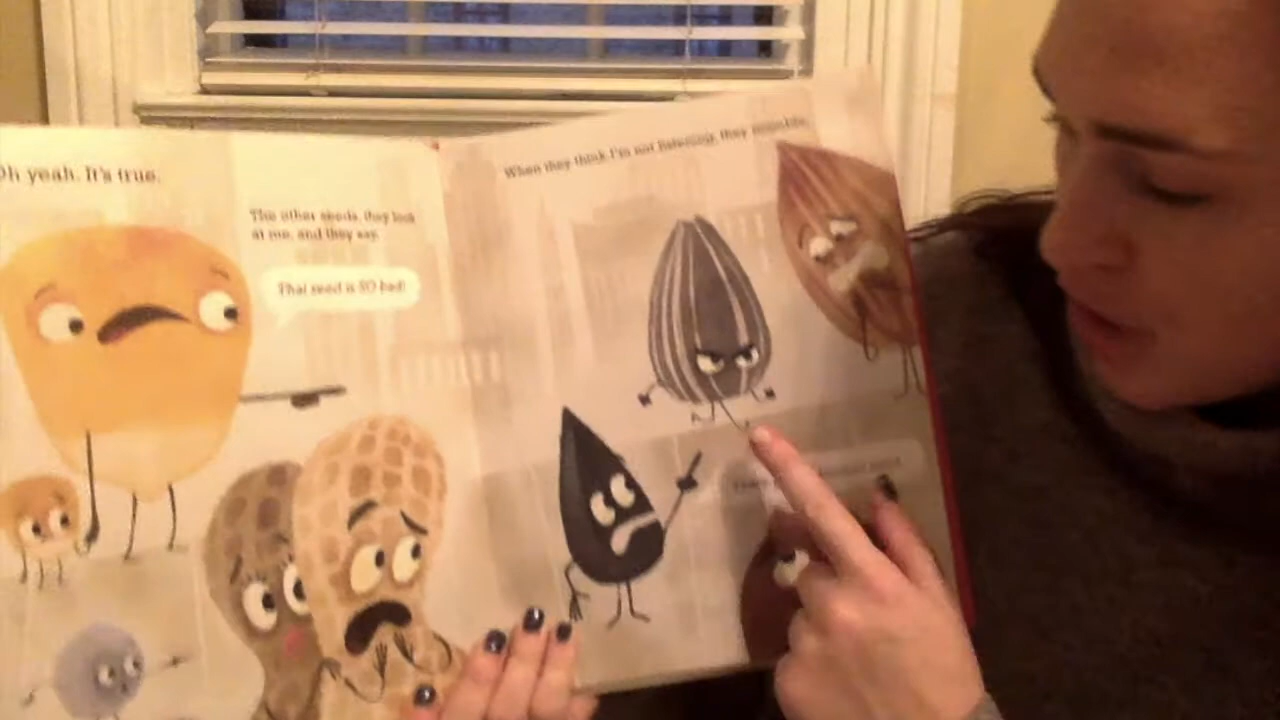 Oh yeah. It's true.
The other seeds, they look
at me, and they say,
That seed is SO bad!
When they think I'm not listening, they mumble,